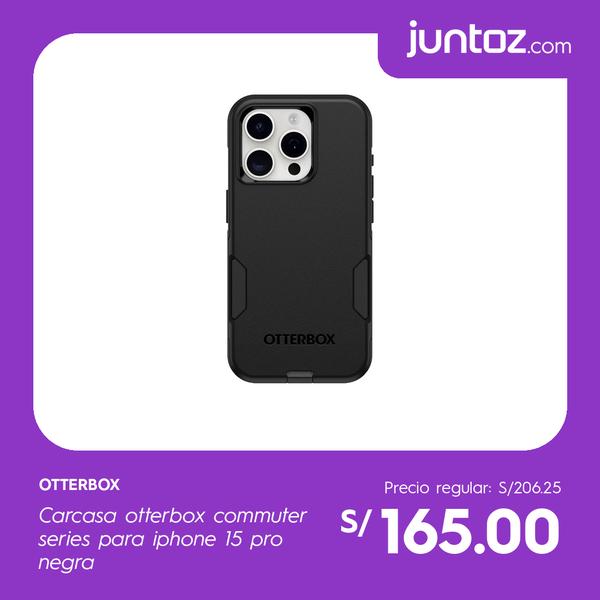 juntoz.com
OTTERBOX
OTTERBOX
Carcasa otterbox commuter
series para iphone 15 pro
negra
Precio regular: S/206.25
S/165.00